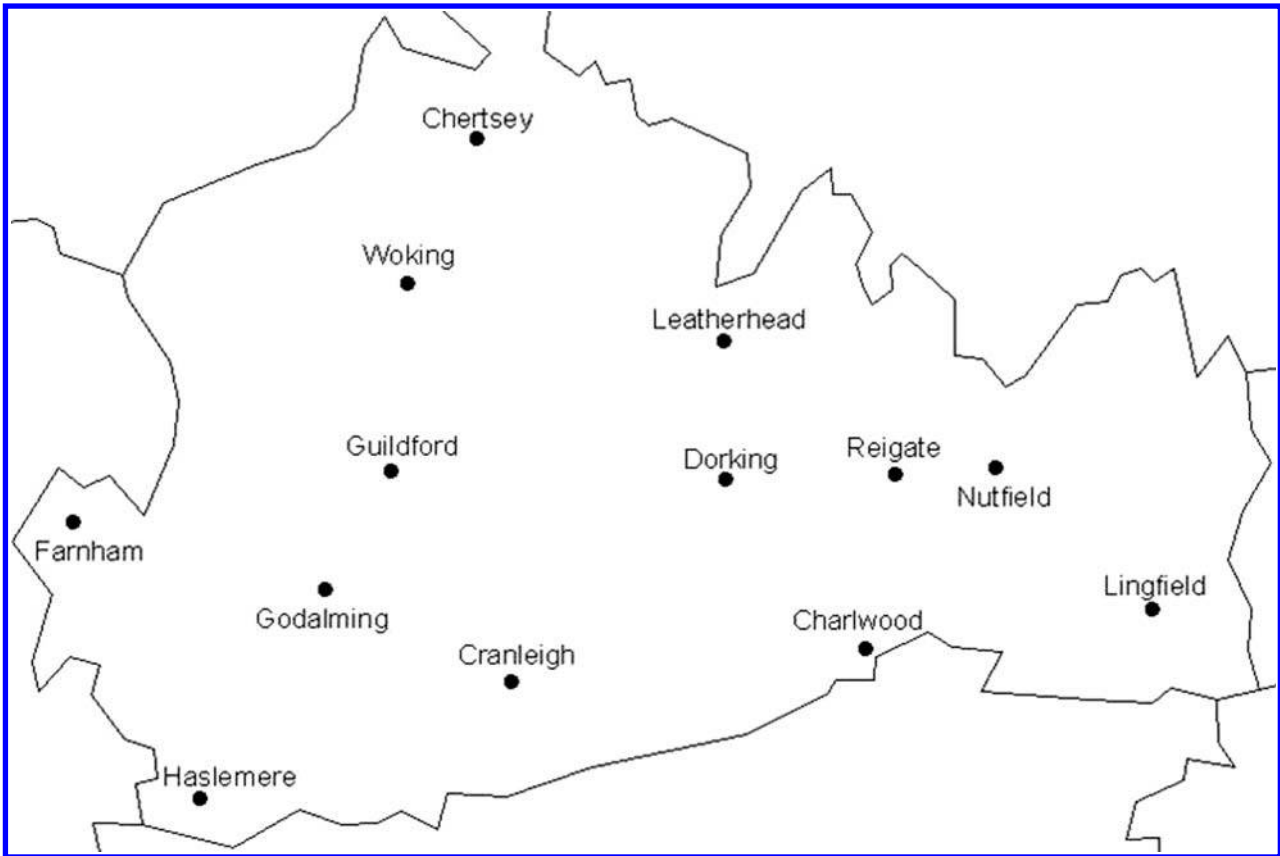 Chertsey
Woking
Leatherhead
Guildford
Dorking
Reigate
Nutfield
Farnham
Lingfield
Godalming
Charlwood
Cranleigh
Haslemere